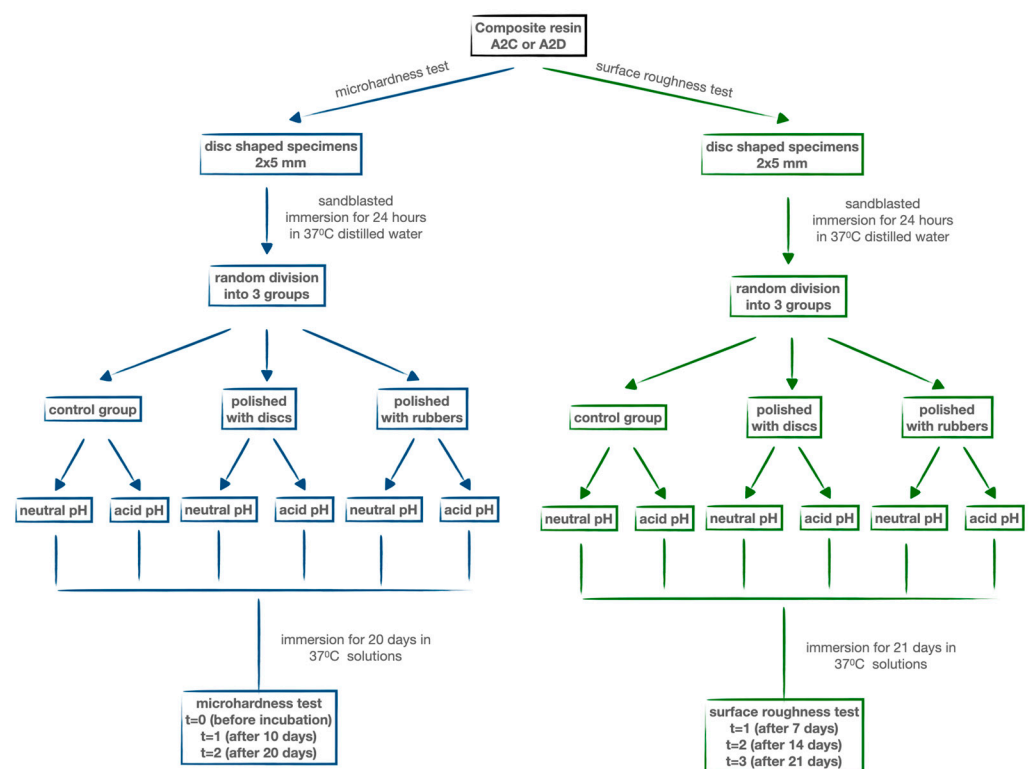 Composite resin
A2C or A2D
microhardness test
surface roughness test
disc shaped specimens
2x5 mm
sandblasted
immersion for 24 hours
in 37⁰C distilled water
random division
into 3 groups
control group
polished
with discs
polished
with rubbers
neutral pH
acid pH
neutral pH
acid pH
neutral pH
acid pH
immersion for 20 days in
37⁰C solutions
microhardness test
t=0 (before incubation)
t=1 (after 10 days)
t=2 (after 20 days)
disc shaped specimens
2x5 mm
sandblasted
immersion for 24 hours
in 37⁰C distilled water
random division
into 3 groups
control group
polished
with discs
polished
with rubbers
neutral pH
acid pH
neutral pH
acid pH
neutral pH
acid pH
immersion for 21 days in
37⁰C solutions
surface roughness test
t=1 (after 7 days)
t=2 (after 14 days)
t=3 (after 21 days)